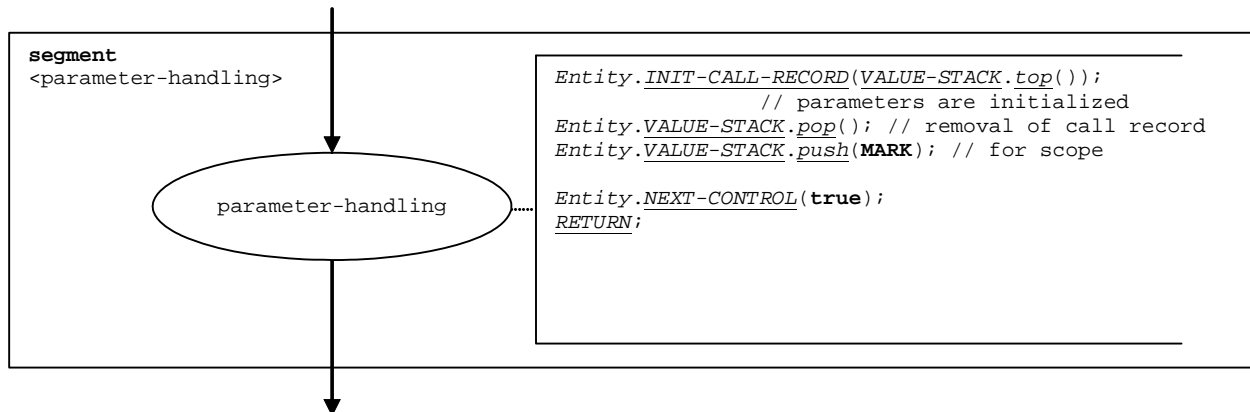 segment
<parameter-handling>
Entity.INIT-CALL-RECORD(VALUE-STACK.top());
// parameters are initialized
Entity.VALUE-STACK.pop(); // removal of call record
Entity.VALUE-STACK.push(MARK); // for scope
Entity.NEXT-CONTROL(true);
RETURN;
parameter-handling